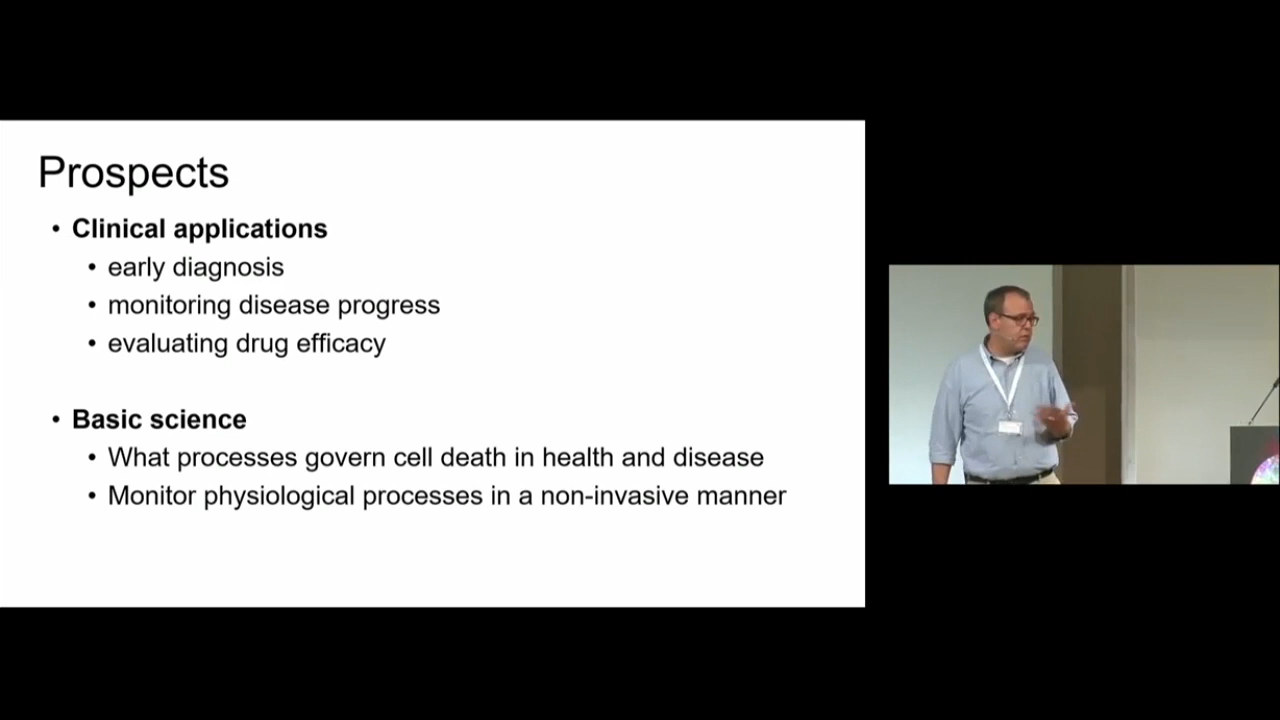 Prospects
• Clinical applications
• early diagnosis
• monitoring disease progress
• evaluating drug efficacy
• Basic science
• What processes govern cell death in health and disease
• Monitor physiological processes in a non-invasive manner